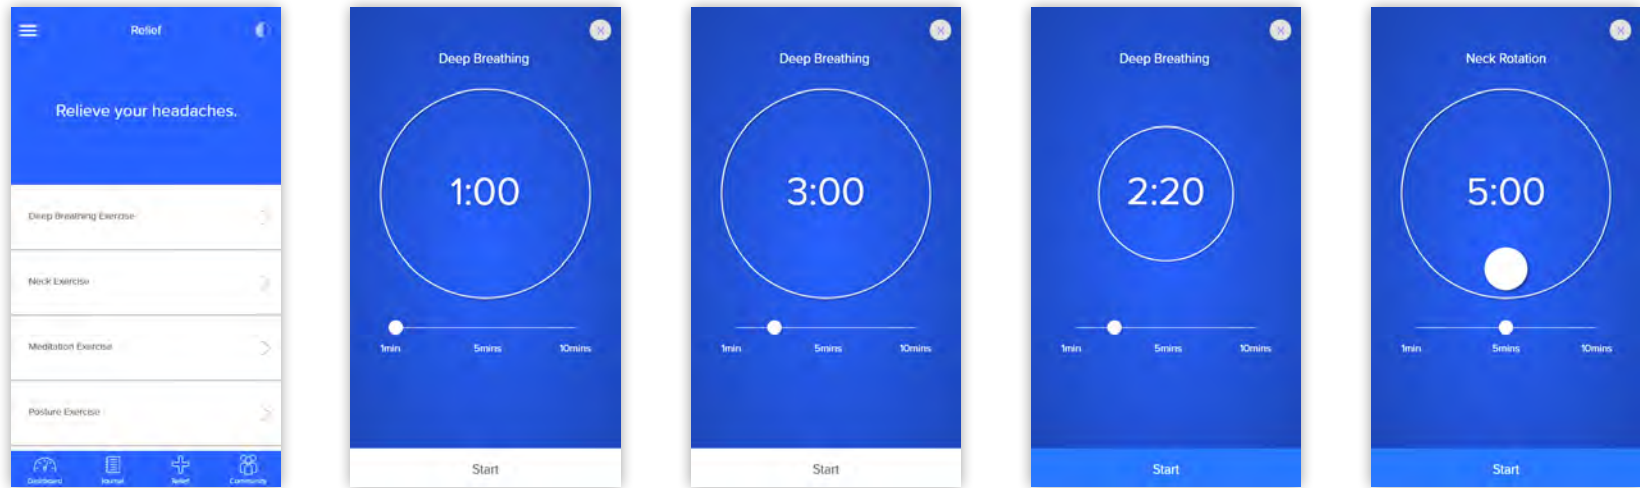 Relief
Relieve your headaches.
Deep Breathing Exercise
Neck Exercise
Meditation Exercise
Posture Exercise
Dashboard Journal Relief Community
Deep Breathing
1:00
1min 5mins 10mins
Start
Deep Breathing
3:00
1min 5mins 10mins
Start
Deep Breathing
2:20
1min 5mins 10mins
Start
Neck Rotation
5:00
1min 5mins 10mins
Start